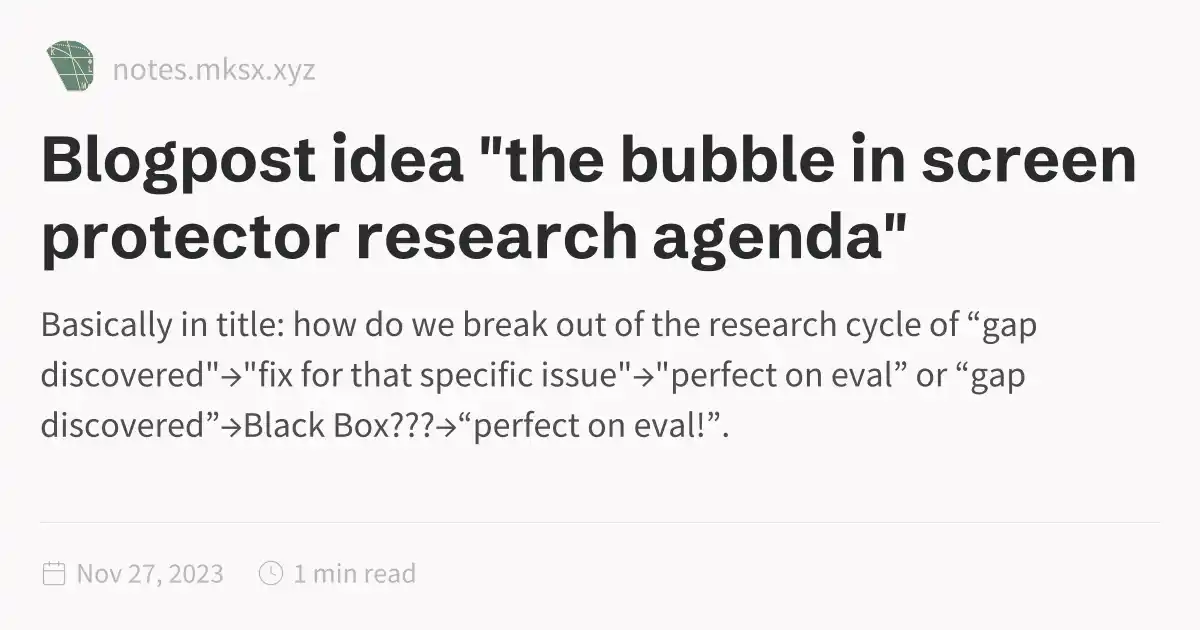 notes.mksx.xyz
Blogpost idea "the bubble in screen
protector research agenda"
Basically in title: how do we break out of the research cycle of “gap
discovered"→"fix for that specific issue"→"perfect on eval” or “gap
discovered”→Black Box???→“perfect on eval!”.
Nov 27, 2023 1 min read